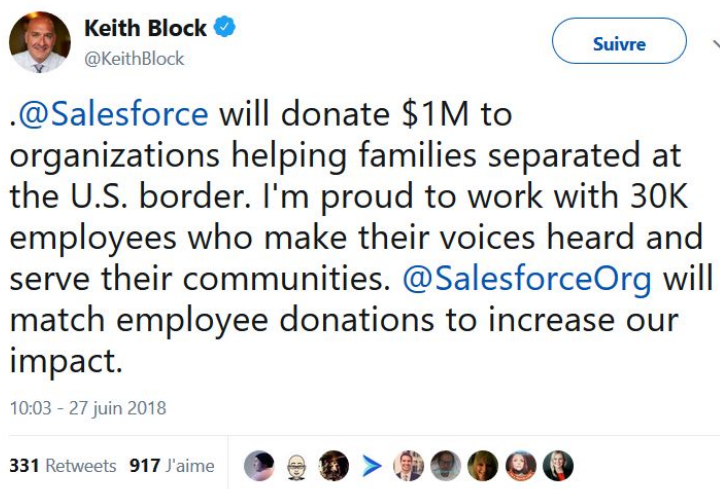 Keith Block
@KeithBlock
Suivre
.@Salesforce will donate $1M to
organizations helping families separated at
the U.S. border. I'm proud to work with 30K
employees who make their voices heard and
serve their communities. @SalesforceOrg will
match employee donations to increase our
impact.
10:03 - 27 juin 2018
331 Retweets 917 J'aime